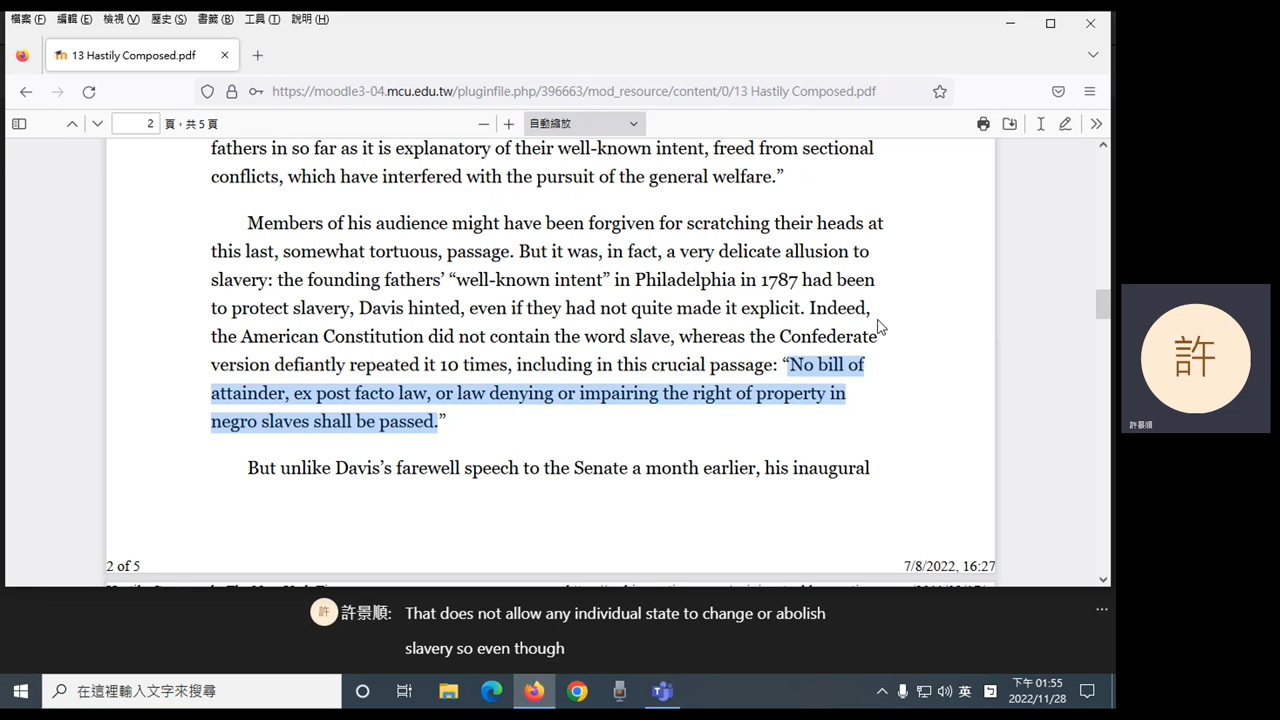 檔案(F) 編輯(E) 檢視(V) 歷史(S) 書籤(B) 工具(T) 說明(H)
13 Hastily Composed.pdf
https://moodle3-04.mcu.edu.tw/pluginfile.php/396663/mod_resource/content/0/13 Hastily Composed.pdf
2 頁，共 5 頁 自動縮放
fathers in so far as it is explanatory of their well-known intent, freed from sectional
conflicts, which have interfered with the pursuit of the general welfare.”
Members of his audience might have been forgiven for scratching their heads at
this last, somewhat tortuous, passage. But it was, in fact, a very delicate allusion to
slavery: the founding fathers’ “well-known intent” in Philadelphia in 1787 had been
to protect slavery, Davis hinted, even if they had not quite made it explicit. Indeed,
the American Constitution did not contain the word slave, whereas the Confederate
version defiantly repeated it 10 times, including in this crucial passage: “No bill of
attainder, ex post facto law, or law denying or impairing the right of property in
negro slaves shall be passed.”
But unlike Davis’s farewell speech to the Senate a month earlier, his inaugural
2 of 5 7/8/2022, 16:27
許
許景順
許 許景順: That does not allow any individual state to change or abolish
slavery so even though
在這裡輸入文字來搜尋
英
下午 01:55
2022/11/28